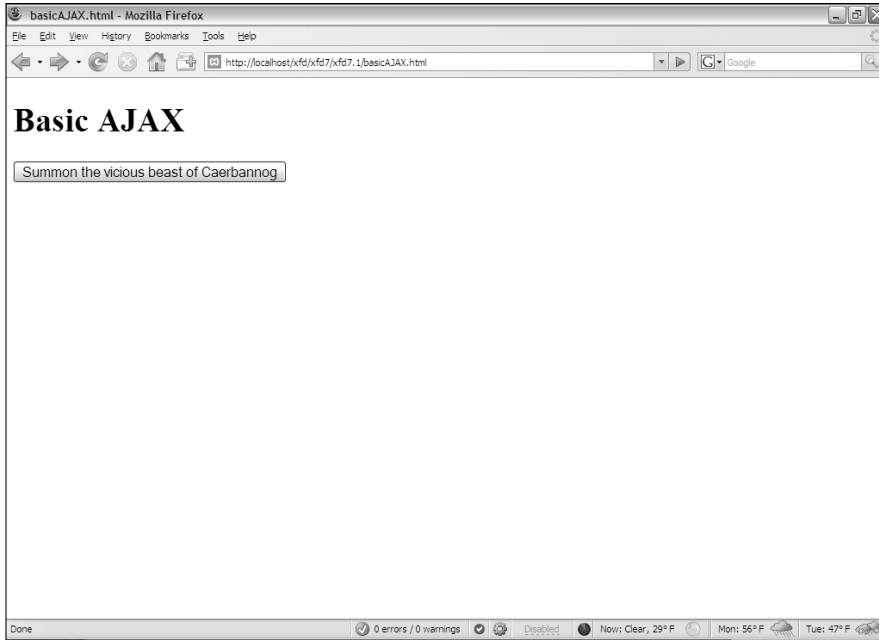 basicAJAX.html - Mozilla Firefox
File Edit View History Bookmarks Tools Help
http://localhost/xfd/xfd7/xfd7.1/basicAJAX.html G Google
Basic AJAX
Summon the vicious beast of Caerbannog
Done 0 errors / 0 warnings Disabled Now: Clear, 29° F Mon: 56° F Tue: 47° F